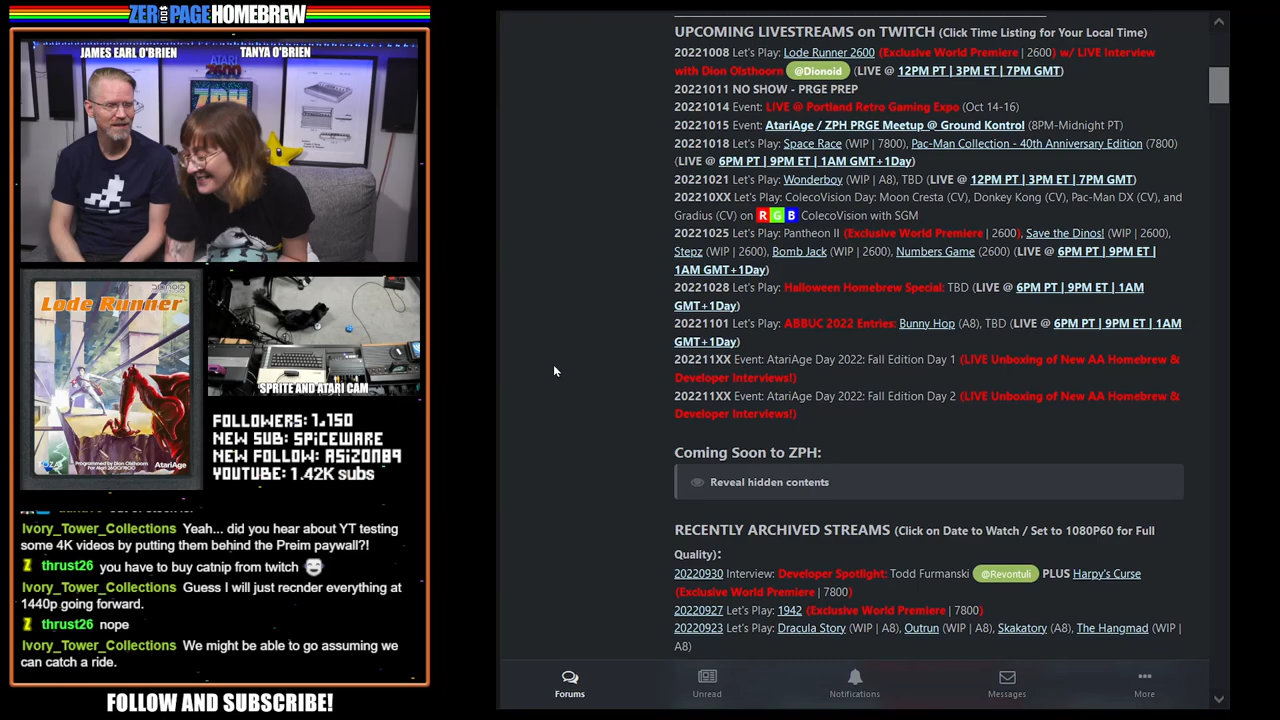 ZERO PAGE HOMEBREW
JAMES EARL O'BRIEN
TANYA O'BRIEN
ATARI
ZPH
Lode Runner
Programmed by Dion Olsthoorn
For Atari 2600/7800
AtariAge
SPRITE AND ATARI CAM
FOLLOWERS: 1,150
NEW SUB: SPICEWARE
NEW FOLLOW: ASIZON89
YOUTUBE: 1.42K subs
Ivory_Tower_Collections Yeah... did you hear about YT testing
some 4K videos by putting them behind the Preim paywall?!
thrust26 you have to buy catnip from twitch
Ivory_Tower_Collections Guess I will just recnder everything at
1440p going forward.
thrust26 nope
Ivory_Tower_Collections We might be able to go assuming we
can catch a ride.
FOLLOW AND SUBSCRIBE!
UPCOMING LIVESTREAMS on TWITCH (Click Time Listing for Your Local Time)
20221008 Let's Play: Lode Runner 2600 (Exclusive World Premiere | 2600) w/ LIVE Interview
with Dion Olsthoorn @Dionoid (LIVE @ 12PM PT | 3PM ET | 7PM GMT)
20221011 NO SHOW - PRGE PREP
20221014 Event: LIVE @ Portland Retro Gaming Expo (Oct 14-16)
20221015 Event: AtariAge / ZPH PRGE Meetup @ Ground Kontrol (8PM-Midnight PT)
20221018 Let's Play: Space Race (WIP | 7800), Pac-Man Collection - 40th Anniversary Edition (7800)
(LIVE @ 6PM PT | 9PM ET | 1AM GMT+1Day)
20221021 Let's Play: Wonderboy (WIP | A8), TBD (LIVE @ 12PM PT | 3PM ET | 7PM GMT)
202210XX Let's Play: ColecoVision Day: Moon Cresta (CV), Donkey Kong (CV), Pac-Man DX (CV), and
Gradius (CV) on R G B ColecoVision with SGM
20221025 Let's Play: Pantheon II (Exclusive World Premiere | 2600), Save the Dinos! (WIP | 2600),
Stepz (WIP | 2600), Bomb Jack (WIP | 2600), Numbers Game (2600) (LIVE @ 6PM PT | 9PM ET |
1AM GMT+1Day)
20221028 Let's Play: Halloween Homebrew Special: TBD (LIVE @ 6PM PT | 9PM ET | 1AM
GMT+1Day)
20221101 Let's Play: ABBUC 2022 Entries: Bunny Hop (A8), TBD (LIVE @ 6PM PT | 9PM ET | 1AM
GMT+1Day)
202211XX Event: AtariAge Day 2022: Fall Edition Day 1 (LIVE Unboxing of New AA Homebrew &
Developer Interviews!)
202211XX Event: AtariAge Day 2022: Fall Edition Day 2 (LIVE Unboxing of New AA Homebrew &
Developer Interviews!)
Coming Soon to ZPH:
Reveal hidden contents
RECENTLY ARCHIVED STREAMS (Click on Date to Watch / Set to 1080P60 for Full
Quality):
20220930 Interview: Developer Spotlight: Todd Furmanski @Revontuli PLUS Harpy's Curse
(Exclusive World Premiere | 7800)
20220927 Let's Play: 1942 (Exclusive World Premiere | 7800)
20220923 Let's Play: Dracula Story (WIP | A8), Outrun (WIP | A8), Skakatory (A8), The Hangmad (WIP |
A8)
Forums
Unread
Notifications
Messages
More